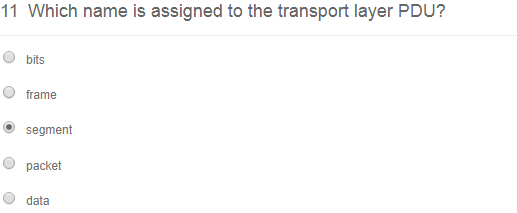 11 Which name is assigned to the transport layer PDU?
bits
frame
segment
packet
data